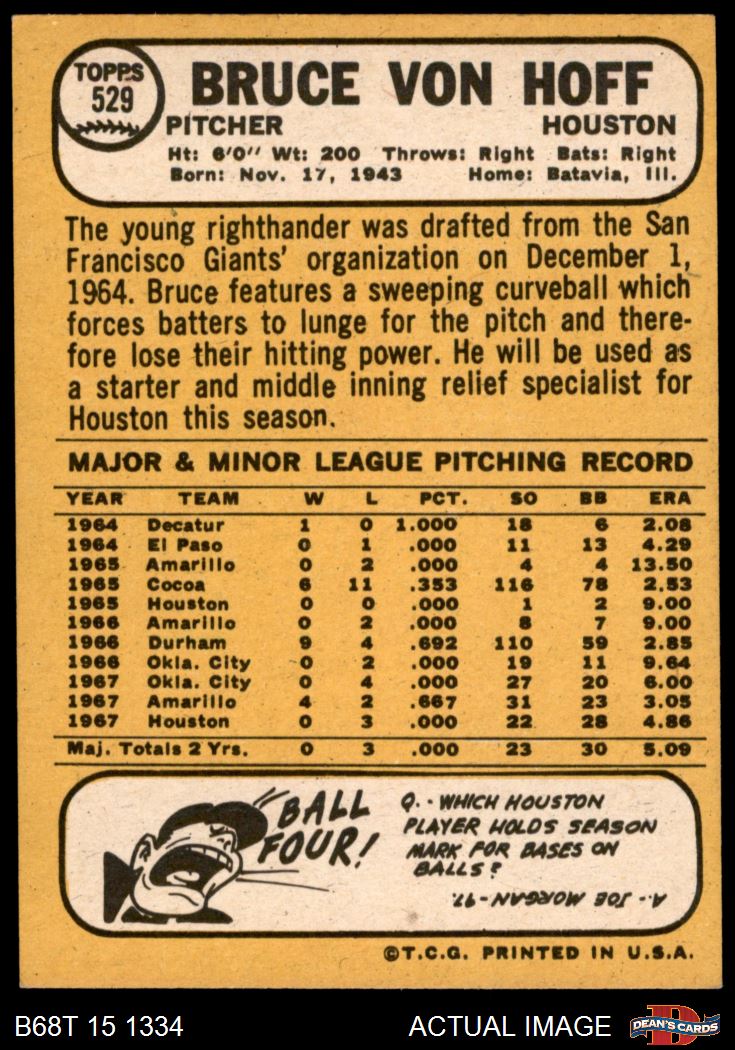 TOPPS
529
BRUCE VON HOFF
PITCHER HOUSTON
Ht: 6'0" Wt: 200 Throws: Right Bats: Right
Born: Nov. 17, 1943 Home: Batavia, Ill.
The young righthander was drafted from the San
Francisco Giants' organization on December 1,
1964. Bruce features a sweeping curveball which
forces batters to lunge for the pitch and there-
fore lose their hitting power. He will be used as
a starter and middle inning relief specialist for
Houston this season.
MAJOR & MINOR LEAGUE PITCHING RECORD
YEAR TEAM W L PCT. SO BB ERA
1964 Decatur 1 0 1.000 18 6 2.08
1964 El Paso 0 1 .000 11 13 4.29
1965 Amarillo 0 2 .000 4 4 13.50
1965 Cocoa 6 11 .353 116 78 2.53
1965 Houston 0 0 .000 1 2 9.00
1966 Amarillo 0 2 .000 8 7 9.00
1966 Durham 9 4 .692 110 59 2.85
1966 Okla. City 0 2 .000 19 11 9.64
1967 Okla. City 0 4 .000 27 20 6.00
1967 Amarillo 4 2 .667 31 23 3.05
1967 Houston 0 3 .000 22 28 4.86
Maj. Totals 2 Yrs. 0 3 .000 23 30 5.09
BALL
FOUR!
Q.- WHICH HOUSTON
PLAYER HOLDS SEASON
MARK FOR BASES ON
BALLS?
A.- JOE MORGAN-97.
©T.C.G. PRINTED IN U.S.A.
B68T 15 1334 ACTUAL IMAGE
D
DEAN'S CARDS